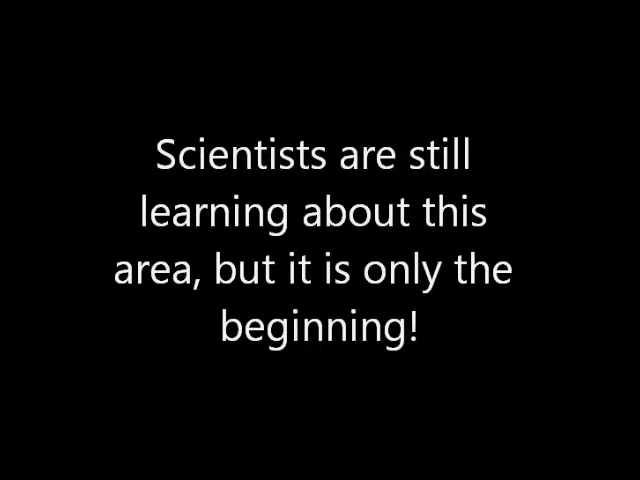 Scientists are still
learning about this
area, but it is only the
beginning!